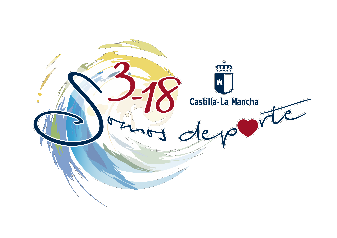 3-18
Castilla-La Mancha
Somos deporte